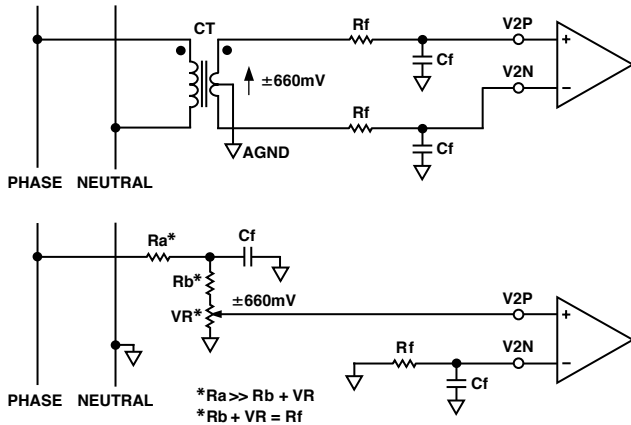 CT
Rf
V2P
+
Cf
±660mV
V2N
−
Rf
Cf
AGND
PHASE NEUTRAL
Ra*
Cf
Rb*
±660mV
VR*
V2P
+
Rf
V2N
−
Cf
PHASE NEUTRAL
*Ra >> Rb + VR
*Rb + VR = Rf